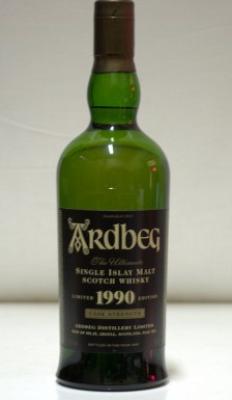 ARDBEG
The Ultimate
SINGLE ISLAY MALT
SCOTCH WHISKY
LIMITED 1990 EDITION
CASK STRENGTH
ARDBEG DISTILLERY LIMITED